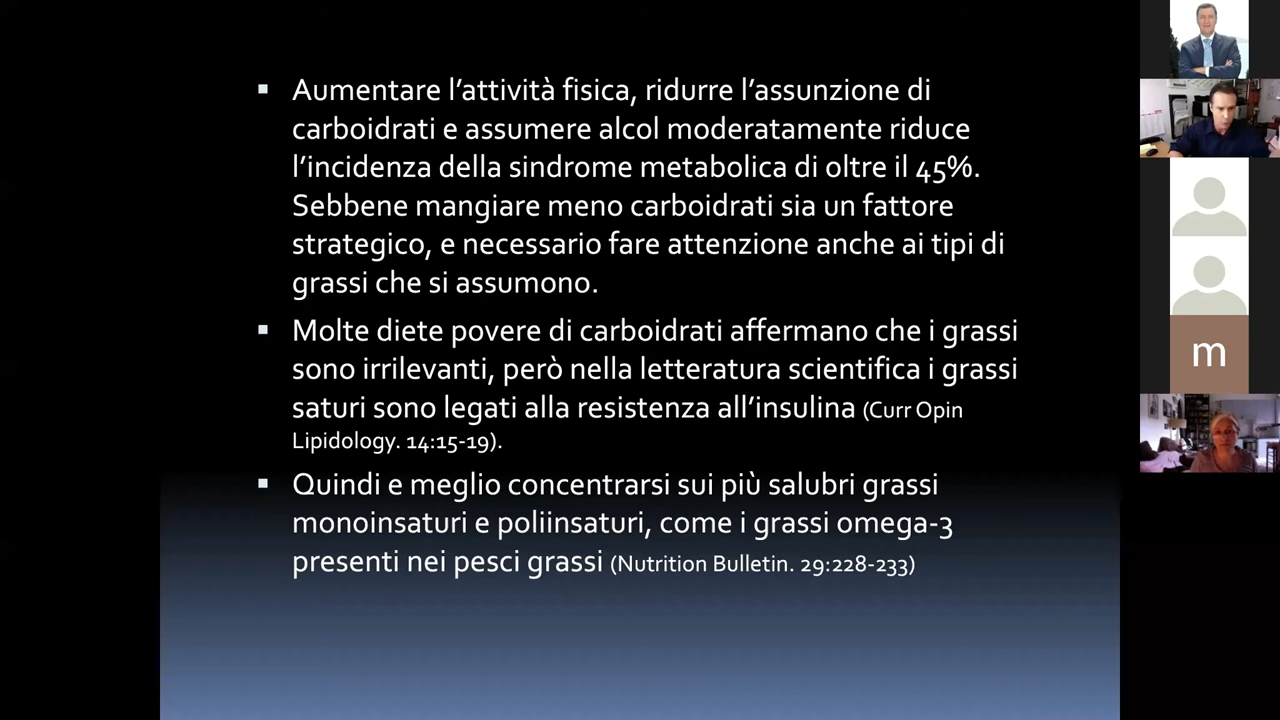 Aumentare l'attività fisica, ridurre l'assunzione di
carboidrati e assumere alcol moderatamente riduce
l'incidenza della sindrome metabolica di oltre il 45%.
Sebbene mangiare meno carboidrati sia un fattore
strategico, e necessario fare attenzione anche ai tipi di
grassi che si assumono.
Molte diete povere di carboidrati affermano che i grassi
sono irrilevanti, però nella letteratura scientifica i grassi
saturi sono legati alla resistenza all'insulina (Curr Opin
Lipidology. 14:15-19).
Quindi e meglio concentrarsi sui più salubri grassi
monoinsaturi e poliinsaturi, come i grassi omega-3
presenti nei pesci grassi (Nutrition Bulletin. 29:228-233)
m